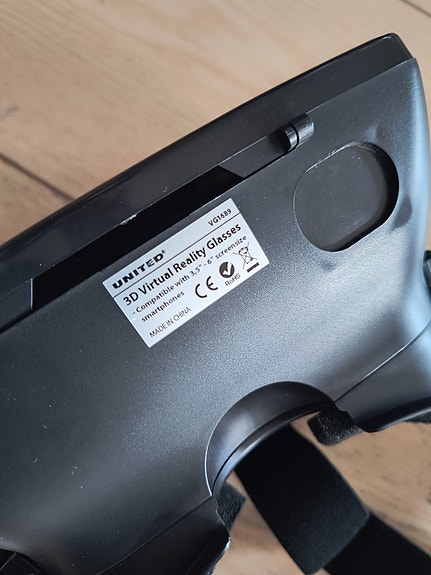 UNITED®
VG1689
3D Virtual Reality Glasses
- Compatible with 3,5" - 6" screensize
smartphones
CE RoHS
MADE IN CHINA